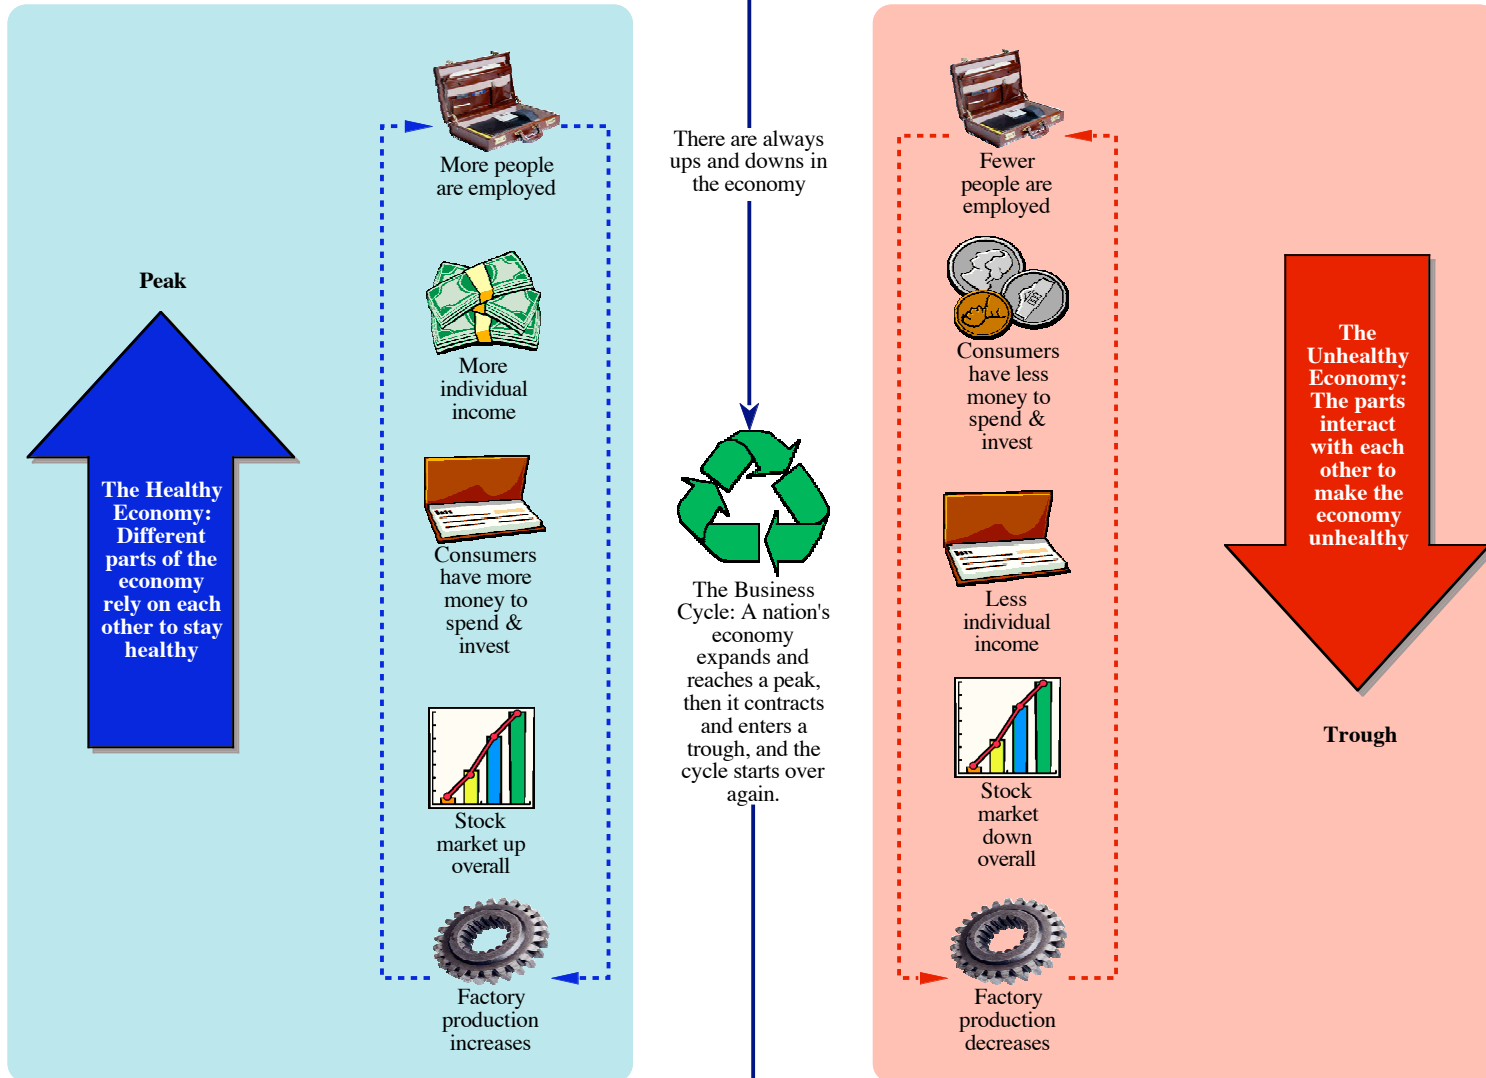 Peak
The Healthy
Economy:
Different
parts of the
economy
rely on each
other to stay
healthy
More people
are employed
More
individual
income
Consumers
have more
money to
spend &
invest
Stock
market up
overall
Factory
production
increases
There are always
ups and downs in
the economy
The Business
Cycle: A nation's
economy
expands and
reaches a peak,
then it contracts
and enters a
trough, and the
cycle starts over
again.
Fewer
people are
employed
Consumers
have less
money to
spend &
invest
Less
individual
income
Stock
market
down
overall
Factory
production
decreases
The
Unhealthy
Economy:
The parts
interact
with each
other to
make the
economy
unhealthy
Trough